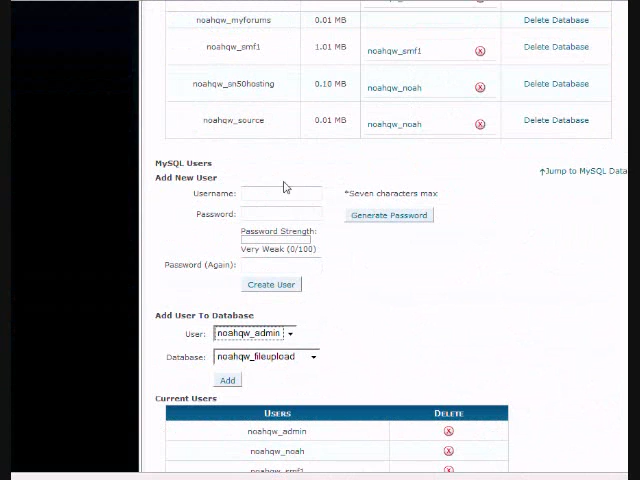 noahqw_myforums 0.01 MB Delete Database
noahqw_smf1 1.01 MB noahqw_smf1 Delete Database
noahqw_sn50hosting 0.10 MB noahqw_noah Delete Database
noahqw_source 0.01 MB noahqw_noah Delete Database
MySQL Users
↑Jump to MySQL Data
Add New User
Username: *Seven characters max
Password: Generate Password
Password Strength:
Very Weak (0/100)
Password (Again):
Create User
Add User To Database
User: noahqw_admin
Database: noahqw_fileupload
Add
Current Users
Users Delete
noahqw_admin
noahqw_noah
noahqw_smf1